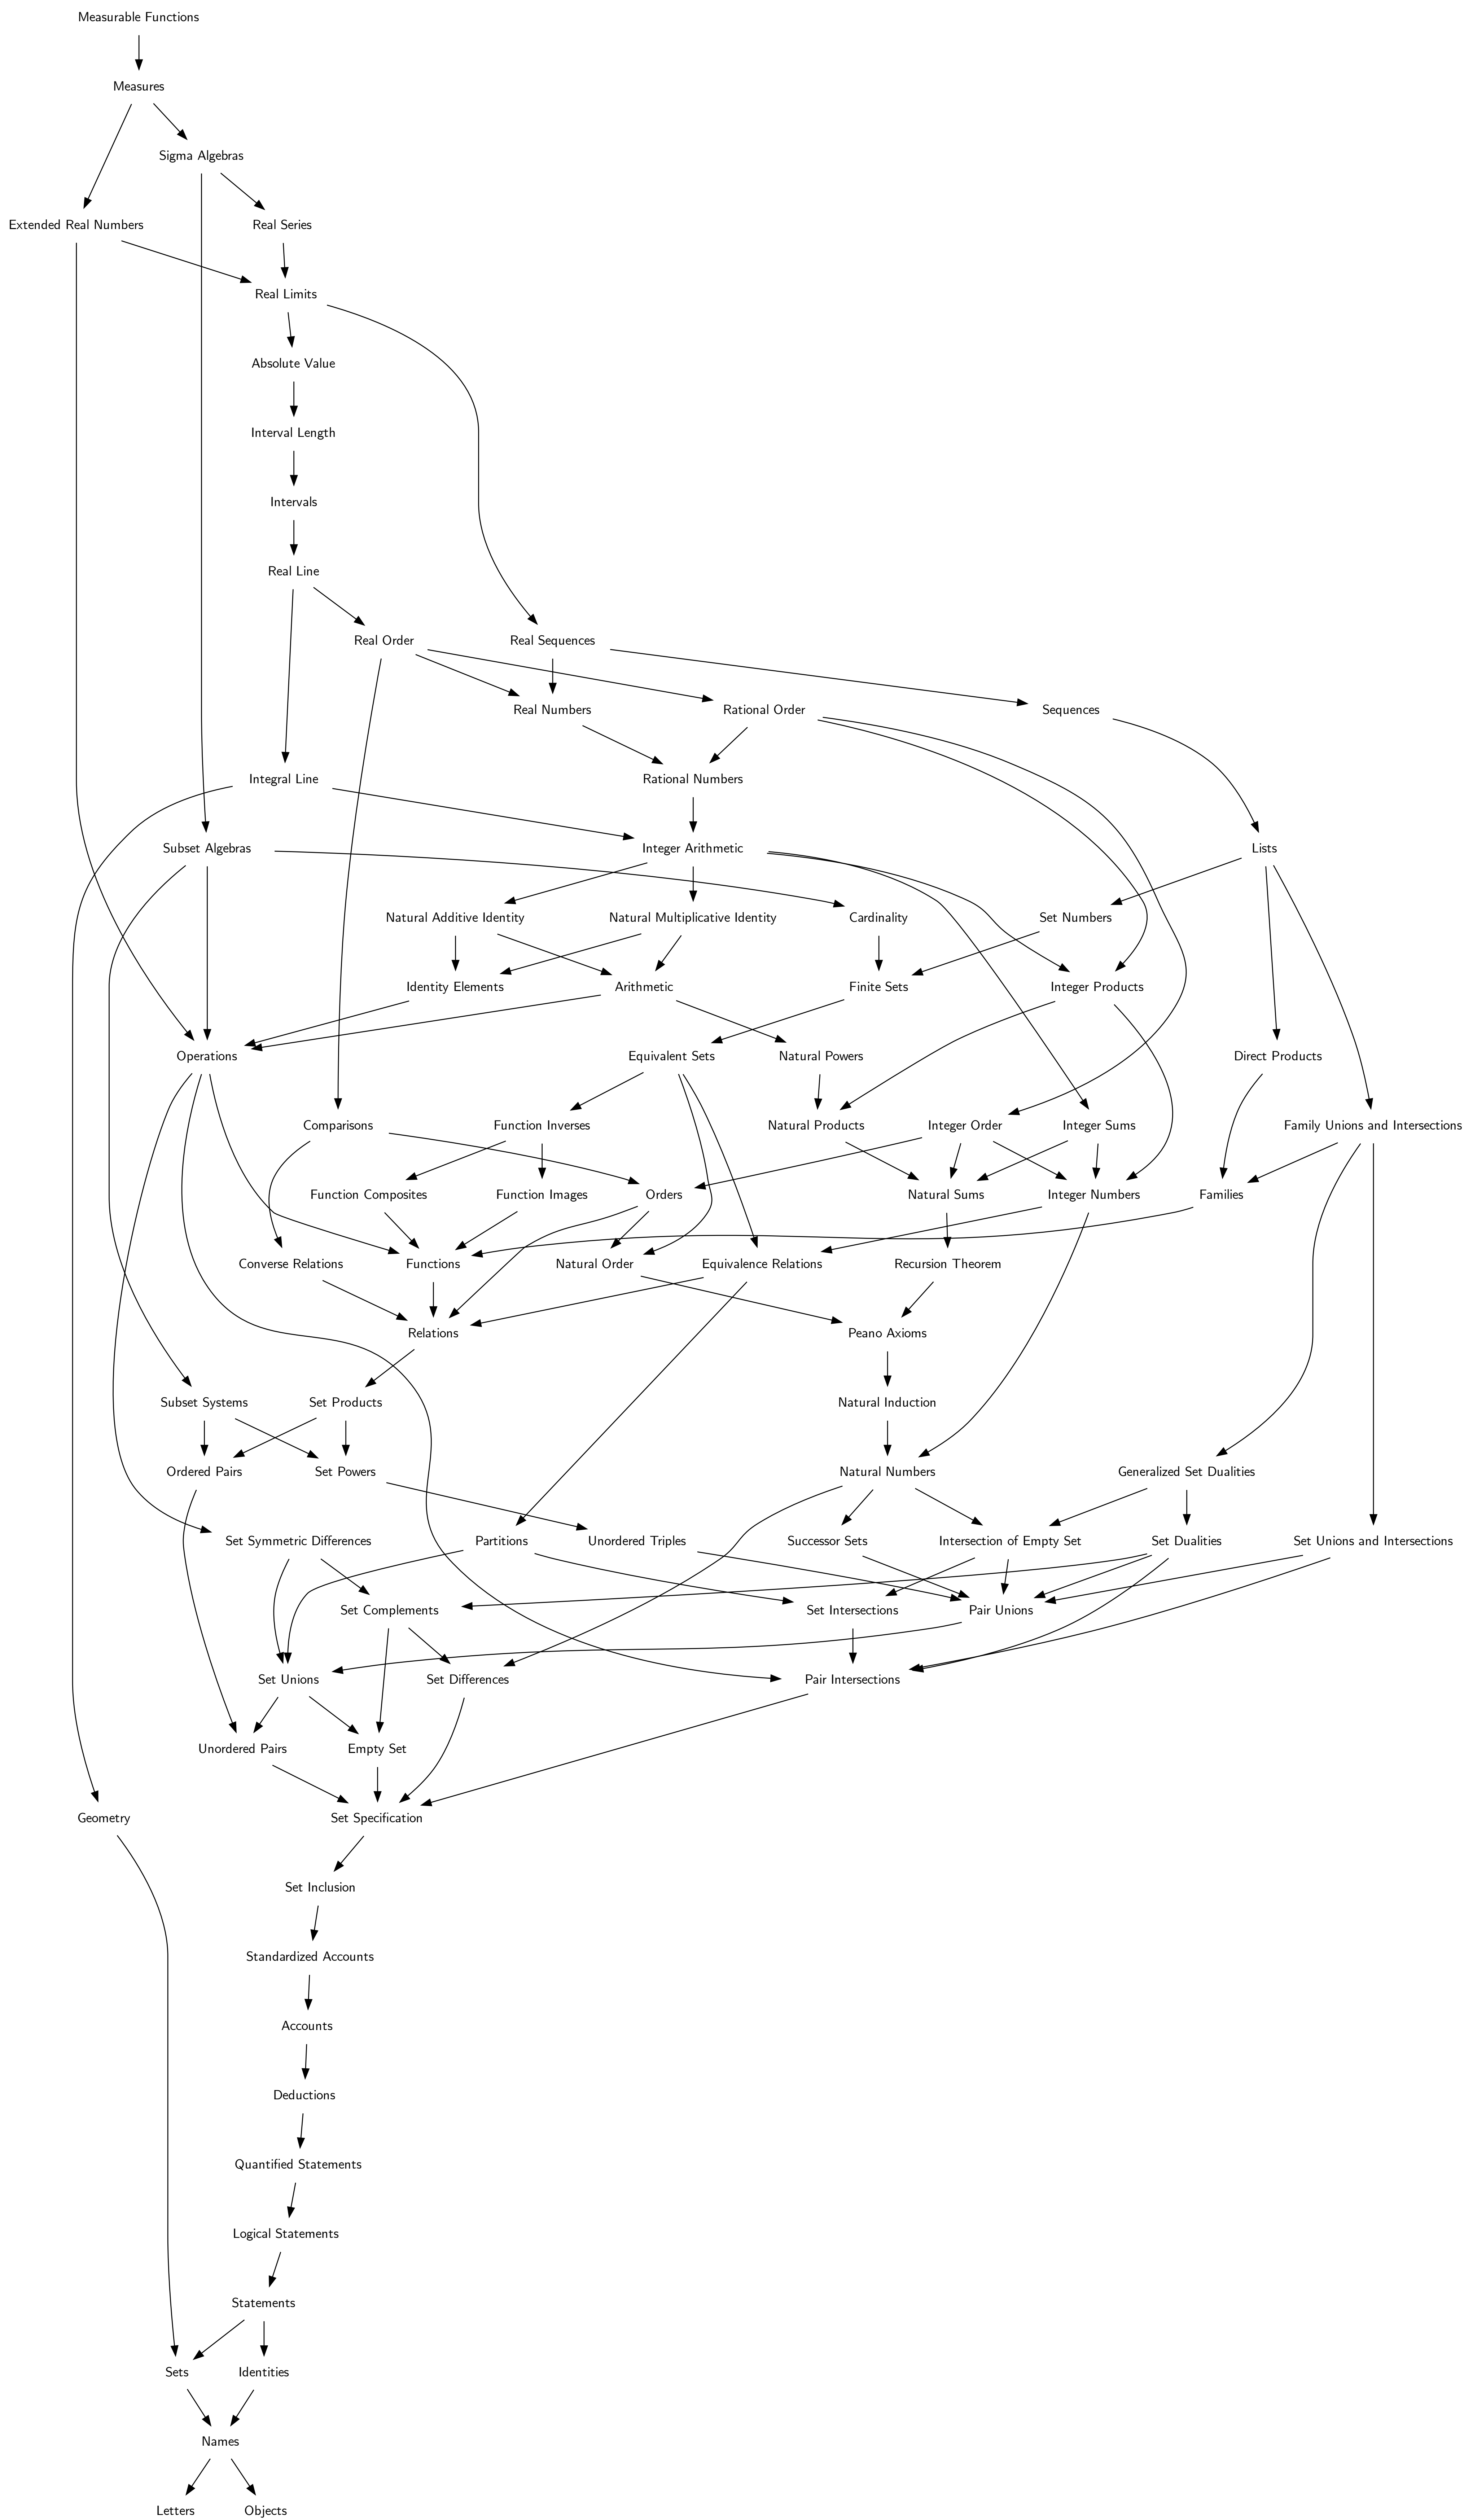 Measurable Functions
Measures
Sigma Algebras
Extended Real Numbers
Real Series
Real Limits
Absolute Value
Interval Length
Intervals
Real Line
Real Order
Real Sequences
Real Numbers
Rational Order
Sequences
Integral Line
Rational Numbers
Subset Algebras
Integer Arithmetic
Lists
Natural Additive Identity
Natural Multiplicative Identity
Cardinality
Set Numbers
Identity Elements
Arithmetic
Finite Sets
Integer Products
Operations
Equivalent Sets
Natural Powers
Direct Products
Comparisons
Function Inverses
Natural Products
Integer Order
Integer Sums
Family Unions and Intersections
Function Composites
Function Images
Orders
Natural Sums
Integer Numbers
Families
Converse Relations
Functions
Natural Order
Equivalence Relations
Recursion Theorem
Relations
Peano Axioms
Subset Systems
Set Products
Natural Induction
Ordered Pairs
Set Powers
Natural Numbers
Generalized Set Dualities
Set Symmetric Differences
Partitions
Unordered Triples
Successor Sets
Intersection of Empty Set
Set Dualities
Set Unions and Intersections
Set Complements
Set Intersections
Pair Unions
Set Unions
Set Differences
Pair Intersections
Unordered Pairs
Empty Set
Geometry
Set Specification
Set Inclusion
Standardized Accounts
Accounts
Deductions
Quantified Statements
Logical Statements
Statements
Sets
Identities
Names
Letters
Objects